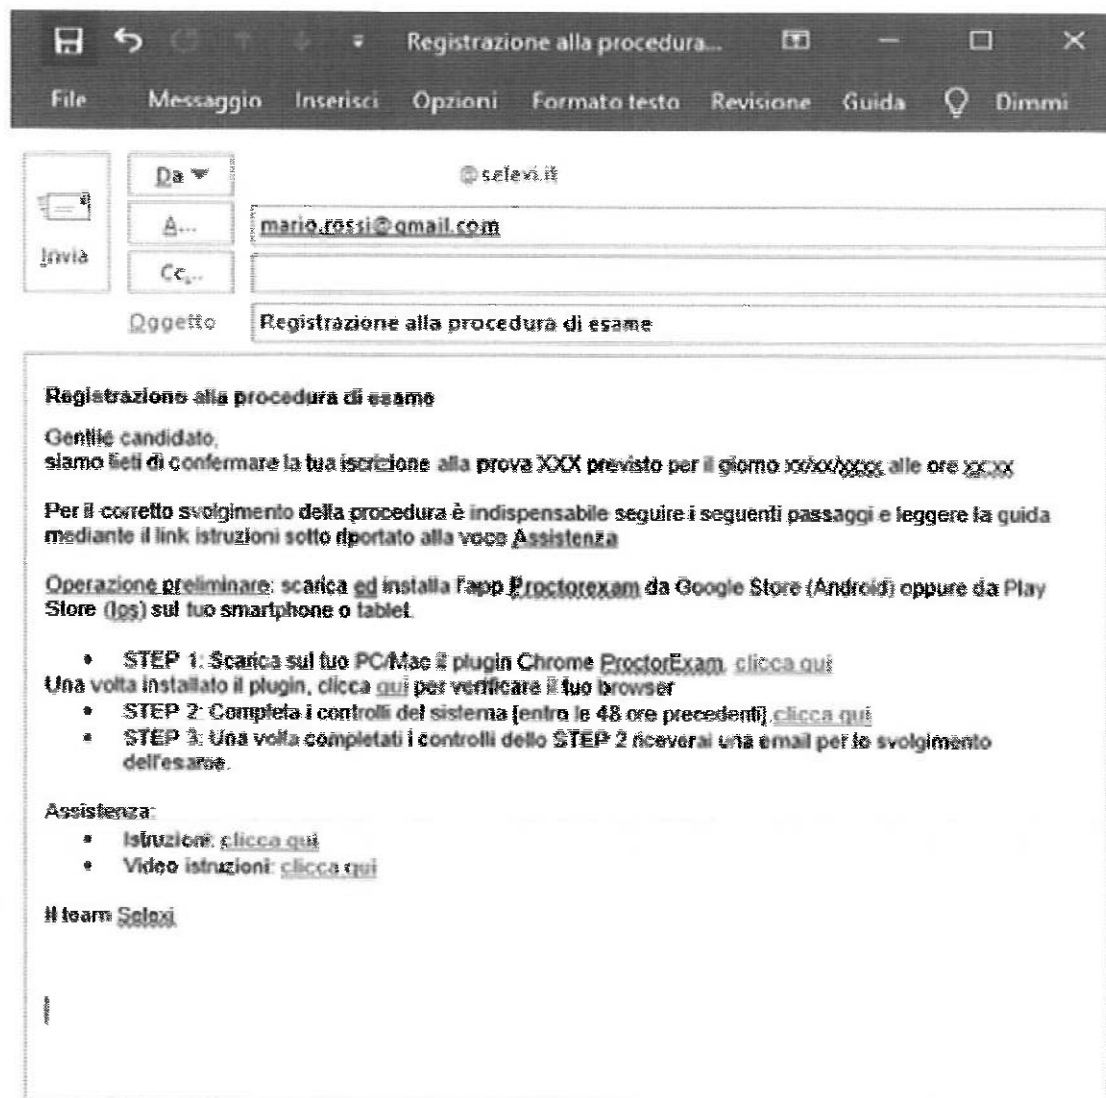 Registrazione alla procedura...
File Messaggio Inserisci Opzioni Formato testo Revisione Guida Dimmi
Da @selexi.it
Invia
A... mario.rossi@gmail.com
Cc...
Oggetto Registrazione alla procedura di esame
Registrazione alla procedura di esame
Gentile candidato,
siamo lieti di confermare la tua iscrizione alla prova XXX previsto per il giorno xx/xx/xxxx alle ore xx:xx
Per il corretto svolgimento della procedura è indispensabile seguire i seguenti passaggi e leggere la guida
mediante il link istruzioni sotto riportato alla voce Assistenza
Operazione preliminare: scarica ed installa l'app Proctorexam da Google Store (Android) oppure da Play
Store (Ios) sul tuo smartphone o tablet.
• STEP 1: Scarica sul tuo PC/Mac il plugin Chrome ProctorExam clicca qui
Una volta installato il plugin, clicca qui per verificare il tuo browser
• STEP 2: Completa i controlli del sistema [entro le 48 ore precedenti] clicca qui
• STEP 3: Una volta completati i controlli dello STEP 2 riceverai una email per lo svolgimento
dell'esame.
Assistenza:
• Istruzioni: clicca qui
• Video istruzioni: clicca qui
Il team Selexi